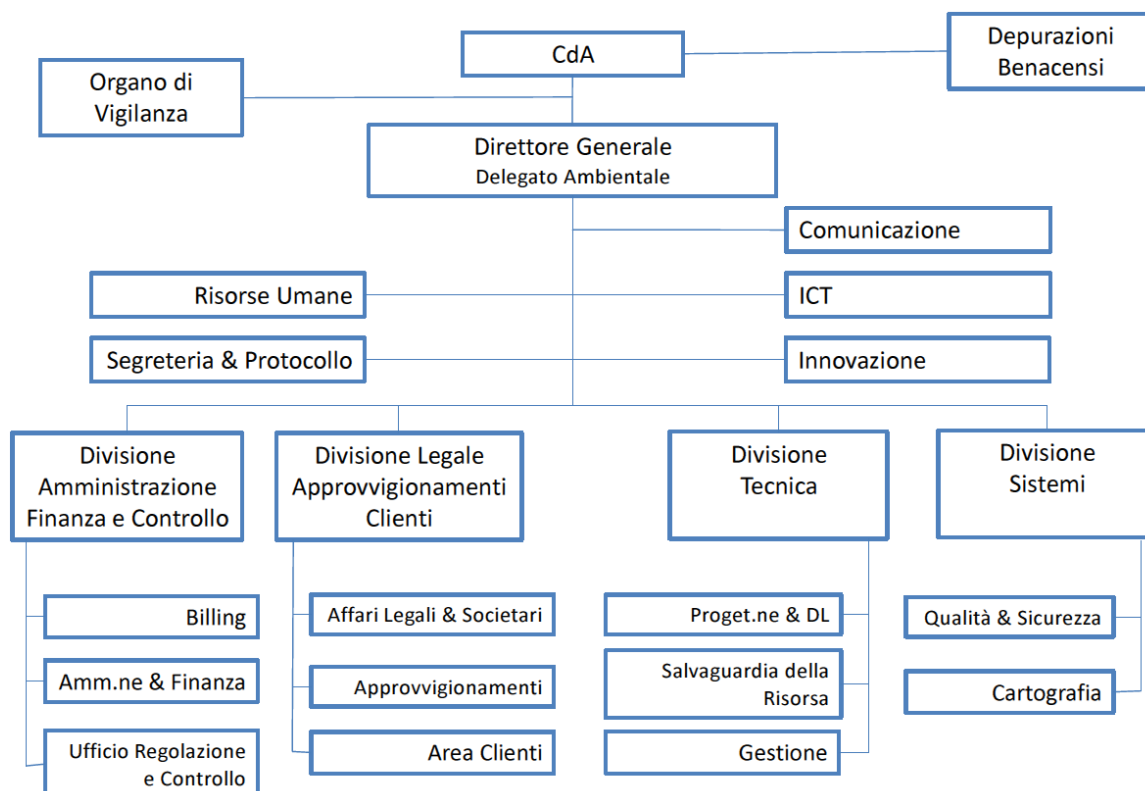 CdA
Depurazioni
Benacensi
Organo di
Vigilanza
Direttore Generale
Delegato Ambientale
Comunicazione
Risorse Umane
ICT
Segreteria & Protocollo
Innovazione
Divisione
Amministrazione
Finanza e Controllo
Divisione Legale
Approvvigionamenti
Clienti
Divisione
Tecnica
Divisione
Sistemi
Billing
Amm.ne & Finanza
Ufficio Regolazione
e Controllo
Affari Legali & Societari
Approvvigionamenti
Area Clienti
Proget.ne & DL
Salvaguardia della
Risorsa
Gestione
Qualità & Sicurezza
Cartografia